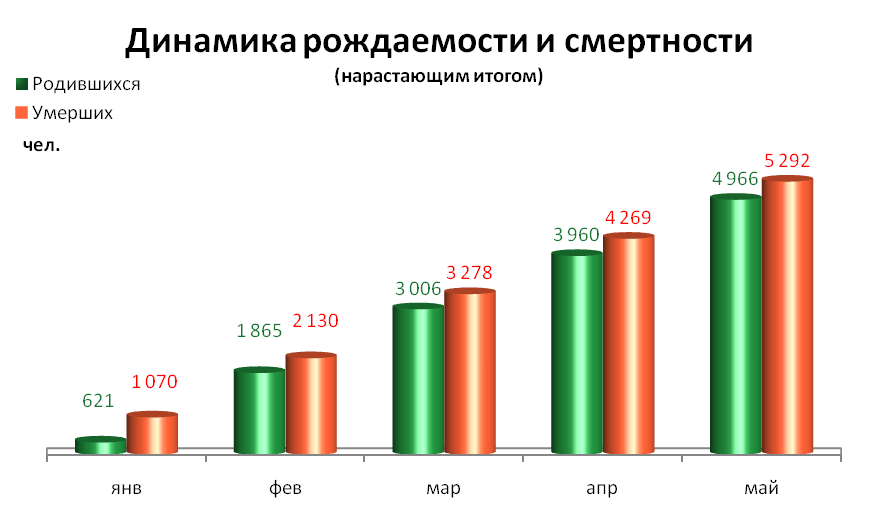 Динамика рождаемости и смертности
(нарастающим итогом)
Родившихся
Умерших
чел.
621
1 070
1 865
2 130
3 006
3 278
3 960
4 269
4 966
5 292
янв
фев
мар
апр
май